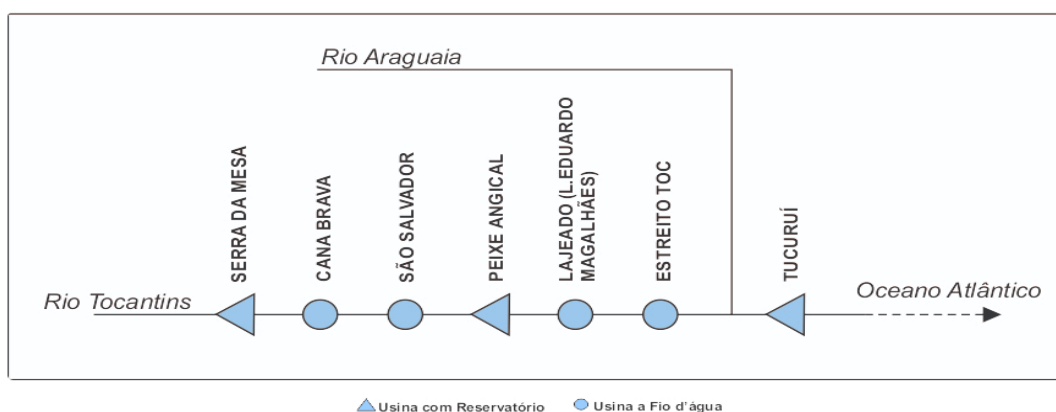 Rio Araguaia
SERRA DA MESA
CANA BRAVA
SÃO SALVADOR
PEIXE ANGICAL
LAJEADO (L.EDUARDO
MAGALHÃES)
ESTREITO TOC
TUCURUÍ
Rio Tocantins
Oceano Atlântico
Usina com Reservatório
Usina a Fio d'água